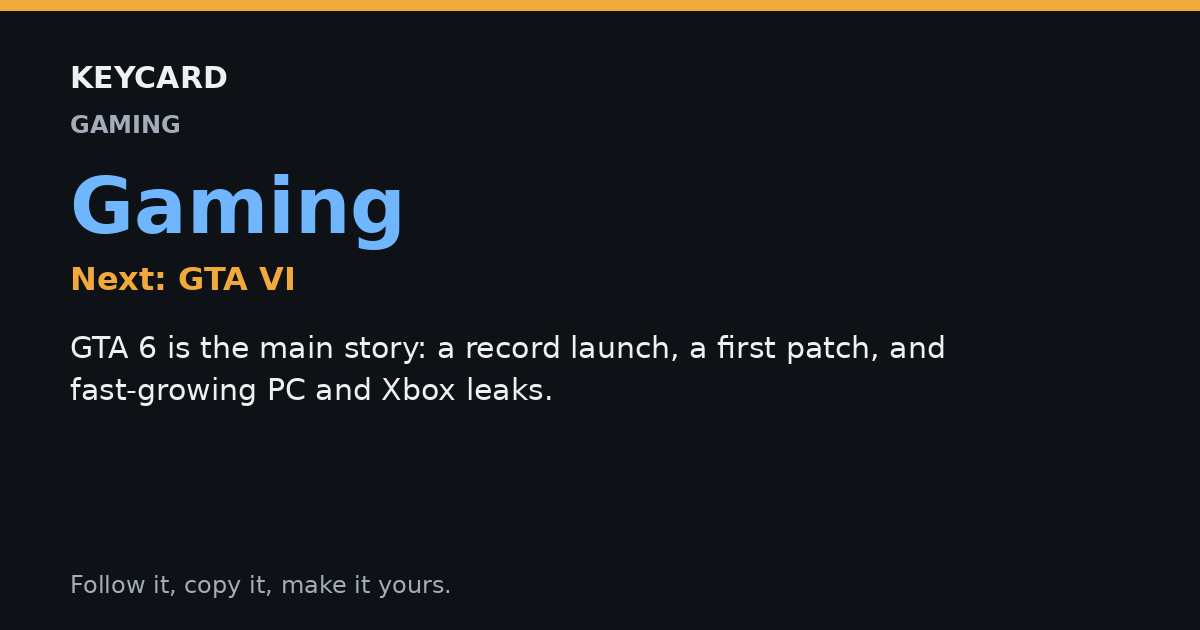 KEYCARD
GAMING
Gaming
Next: GTA VI
GTA 6 is the main story: a record launch, a first patch, and
fast-growing PC and Xbox leaks.
Follow it, copy it, make it yours.